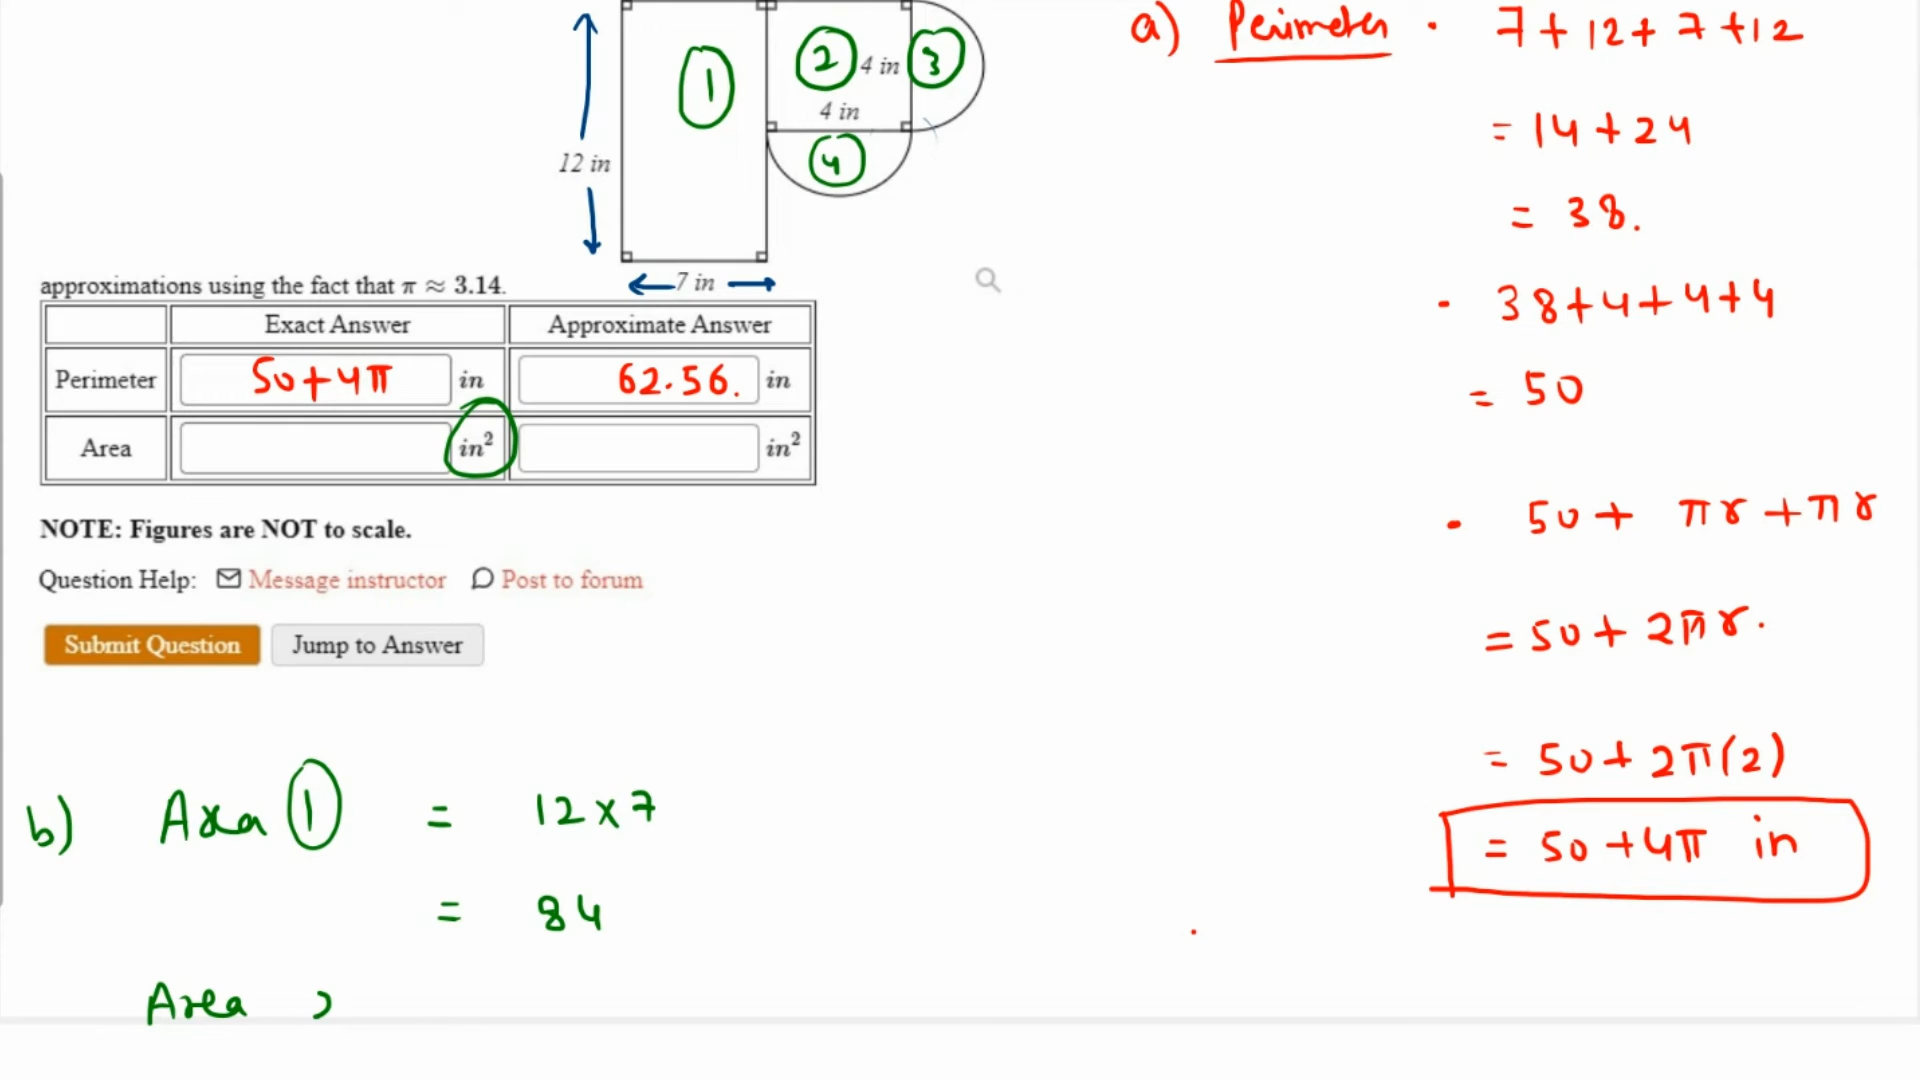 1
2
4 in
3
4 in
4
12 in
7 in
approximations using the fact that π ≈ 3.14.
Exact Answer Approximate Answer
Perimeter 50+4π in 62.56. in
Area in² in²
NOTE: Figures are NOT to scale.
Question Help: Message instructor Post to forum
Submit Question Jump to Answer
b) Area 1 = 12×7
= 84
Area
a) Perimeter · 7+12+7+12
= 14+24
= 38.
· 38+4+4+4
= 50
· 50+ πr+πr
= 50+ 2πr.
= 50+ 2π(2)
= 50 +4π in